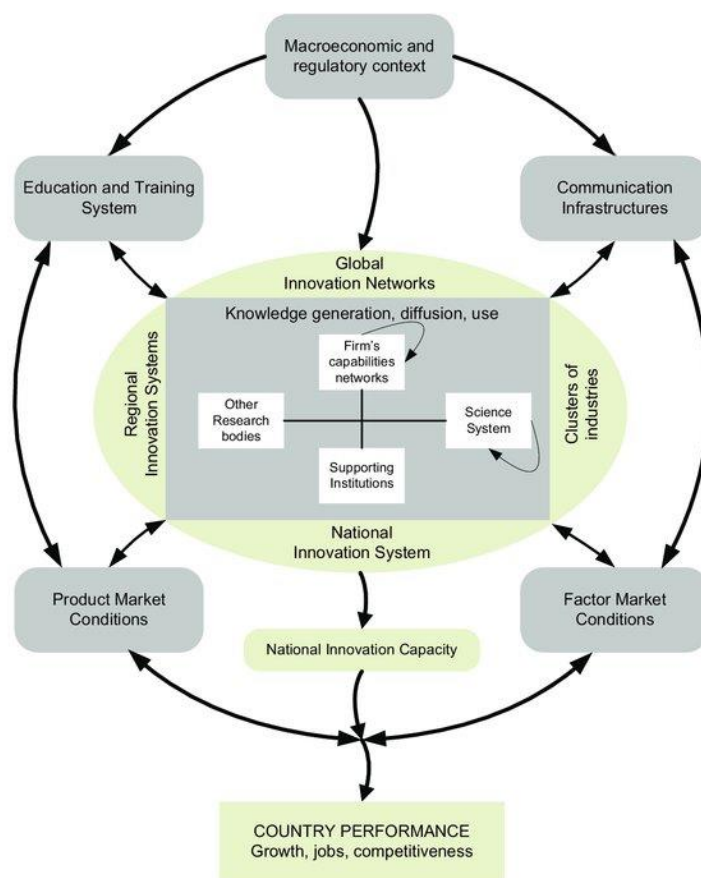 Macroeconomic and
regulatory context
Education and Training
System
Communication
Infrastructures
Global
Innovation Networks
Knowledge generation, diffusion, use
Firm's
capabilities
networks
Regional
Innovation Systems
Other
Research
bodies
Science
System
Clusters of
industries
Supporting
Institutions
National
Innovation System
Product Market
Conditions
Factor Market
Conditions
National Innovation Capacity
COUNTRY PERFORMANCE
Growth, jobs, competitiveness